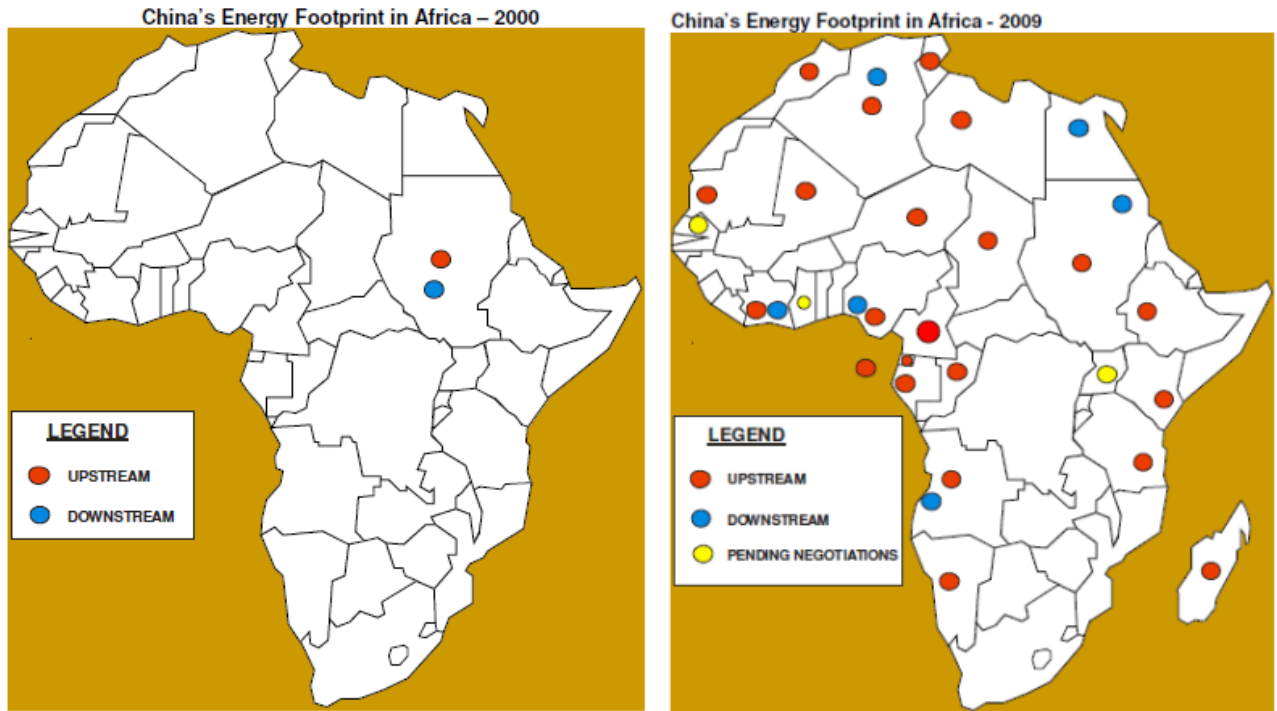 China's Energy Footprint in Africa – 2000
LEGEND
UPSTREAM
DOWNSTREAM
China's Energy Footprint in Africa - 2009
LEGEND
UPSTREAM
DOWNSTREAM
PENDING NEGOTIATIONS